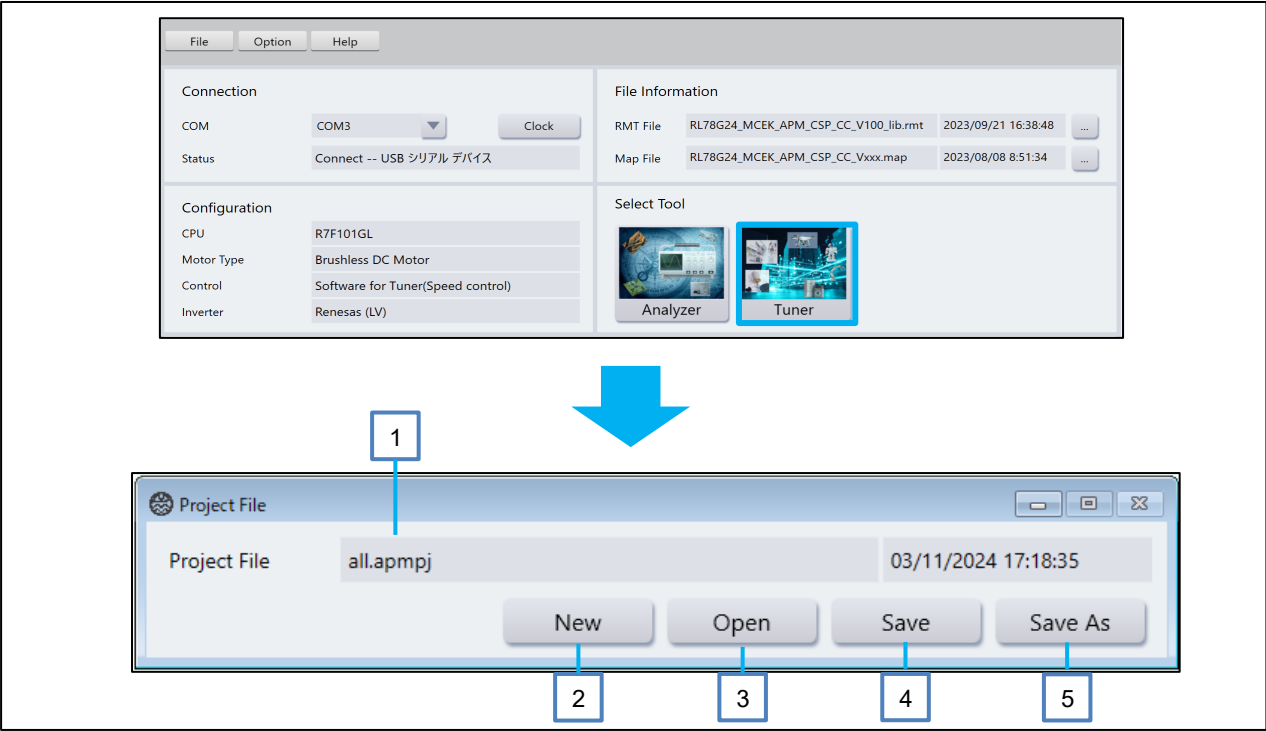 File Option Help
Connection
COM COM3 Clock
Status Connect -- USB シリアル デバイス
File Information
RMT File RL78G24_MCEK_APM_CSP_CC_V100_lib.rmt 2023/09/21 16:38:48 ...
Map File RL78G24_MCEK_APM_CSP_CC_Vxxx.map 2023/08/08 8:51:34 ...
Configuration
CPU R7F101GL
Motor Type Brushless DC Motor
Control Software for Tuner(Speed control)
Inverter Renesas (LV)
Select Tool
Analyzer Tuner
1
Project File
Project File all.apmpj 03/11/2024 17:18:35
New Open Save Save As
2 3 4 5